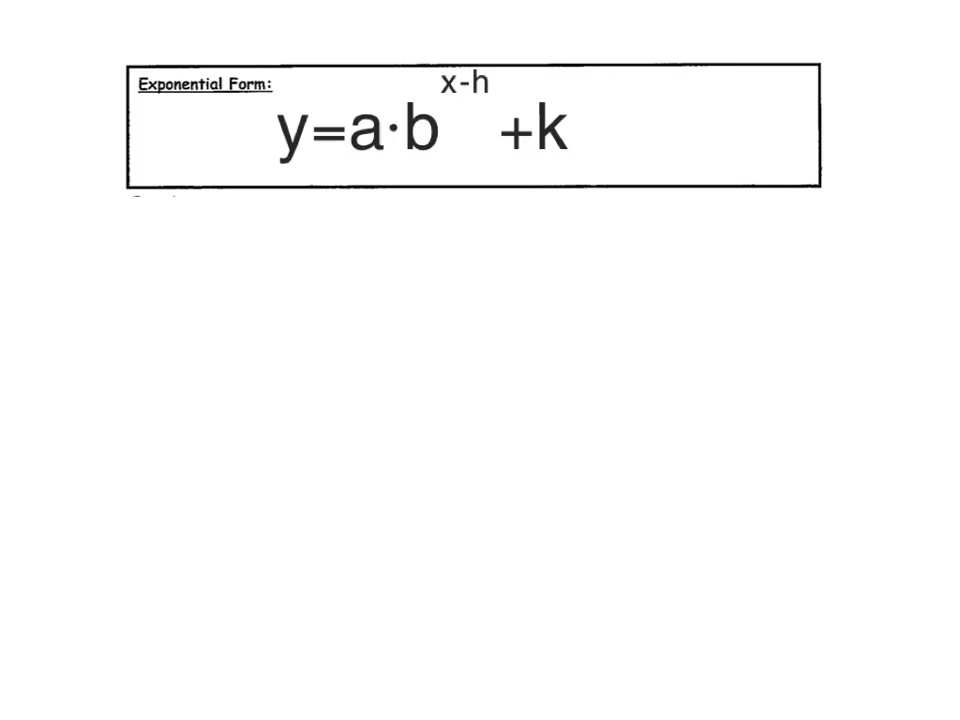 Exponential Form:
y=a·b^(x-h) +k